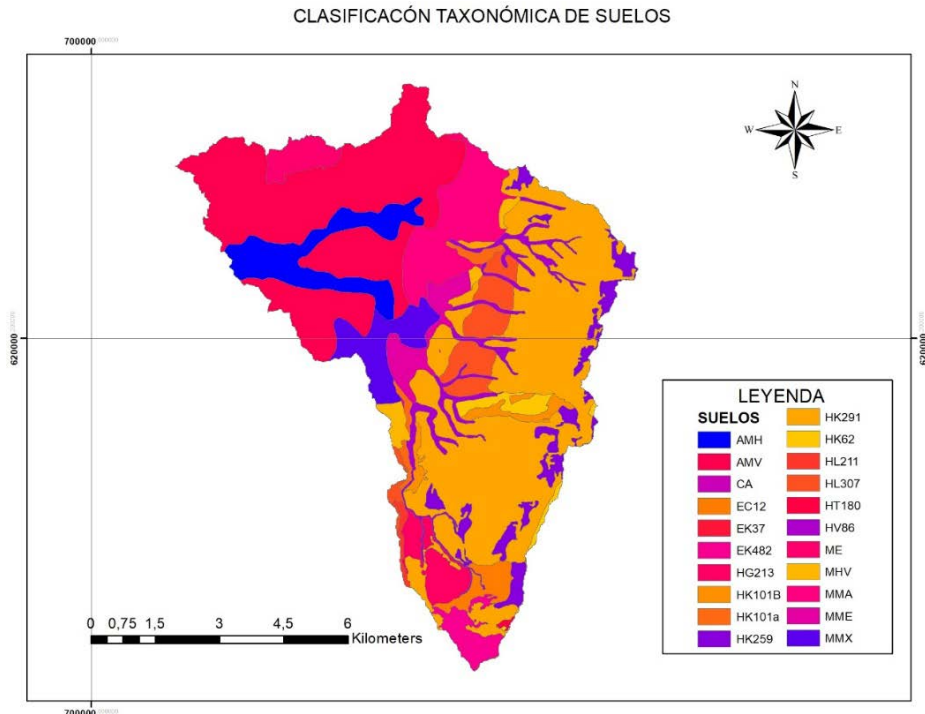 CLASIFICACÓN TAXONÓMICA DE SUELOS
700000
N
W E
S
620000
620000
LEYENDA
SUELOS
AMH
AMV
CA
EC12
EK37
EK482
HG213
HK101B
HK101a
HK259
HK291
HK62
HL211
HL307
HT180
HV86
ME
MHV
MMA
MME
MMX
0 0,75 1,5 3 4,5 6
Kilometers
700000